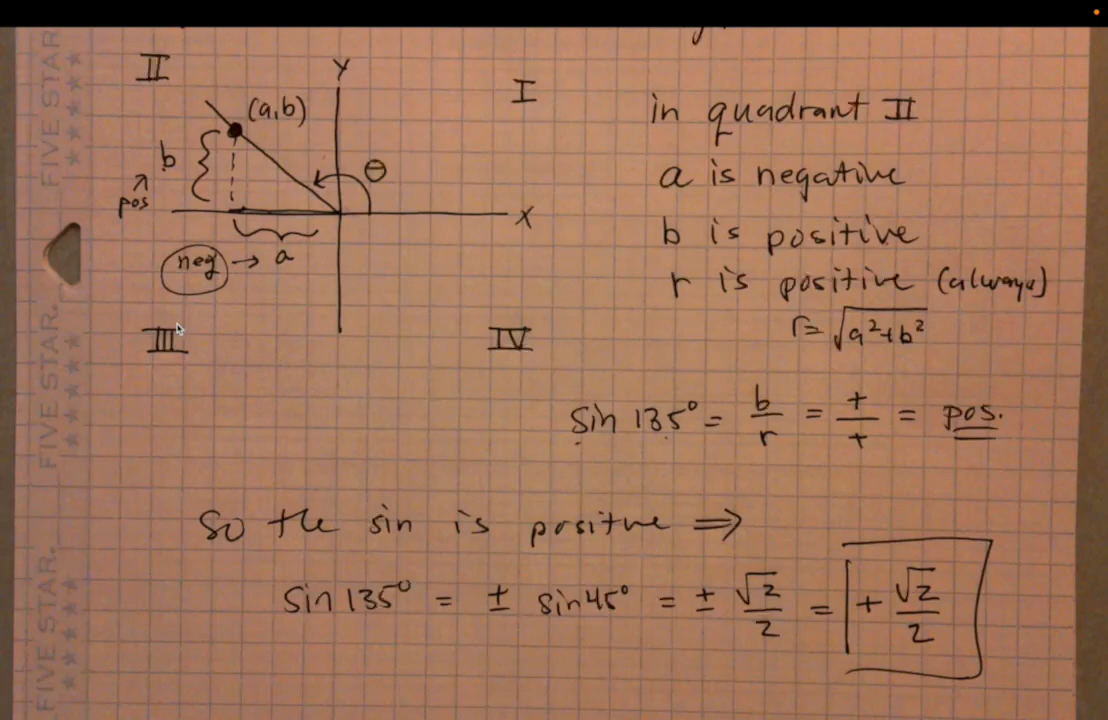 II
y
I
(a,b)
b
pos
θ
x
neg → a
III
IV
in quadrant II
a is negative
b is positive
r is positive (always)
r = √a²+b²
sin 135° = b/r = +/+ = pos.
So the sin is positive ⇒
sin 135° = ± sin 45° = ± √2/2 = + √2/2
FIVE STAR.
FIVE STAR.
FIVE STAR.